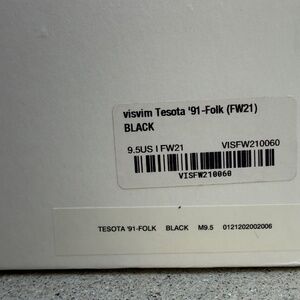 visvim Tesota '91-Folk (FW21)
BLACK
9.5US I FW21 VISFW210060
VISFW210060
TESOTA '91-FOLK BLACK M9.5 0121202002006